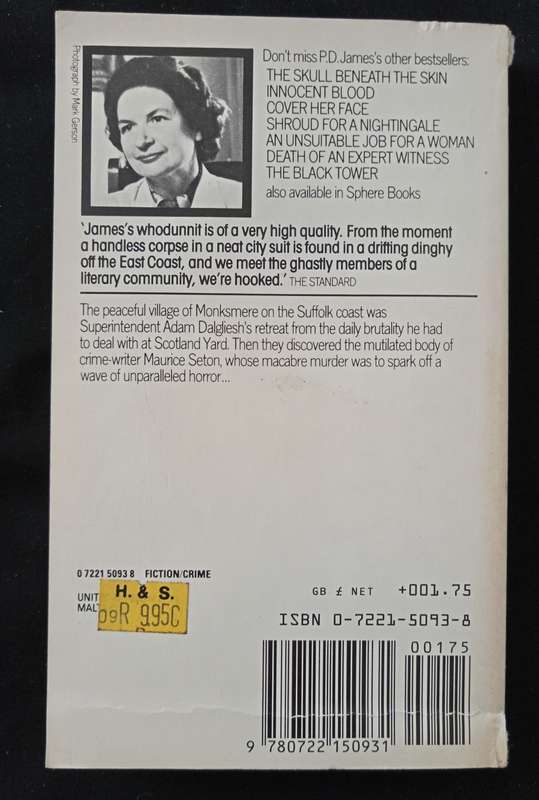 Photograph by Mark Gerson
Don't miss P.D. James's other bestsellers:
THE SKULL BENEATH THE SKIN
INNOCENT BLOOD
COVER HER FACE
SHROUD FOR A NIGHTINGALE
AN UNSUITABLE JOB FOR A WOMAN
DEATH OF AN EXPERT WITNESS
THE BLACK TOWER
also available in Sphere Books
'James's whodunnit is of a very high quality. From the moment
a handless corpse in a neat city suit is found in a drifting dinghy
off the East Coast, and we meet the ghastly members of a
literary community, we're hooked.' THE STANDARD
The peaceful village of Monksmere on the Suffolk coast was
Superintendent Adam Dalgliesh's retreat from the daily brutality he had
to deal with at Scotland Yard. Then they discovered the mutilated body of
crime-writer Maurice Seton, whose macabre murder was to spark off a
wave of unparalleled horror...
0 7221 5093 8 FICTION/CRIME
UNIT
MAL
H. & S.
09R 9.95C
GB £ NET +001.75
ISBN 0-7221-5093-8
00175
9 780722 150931